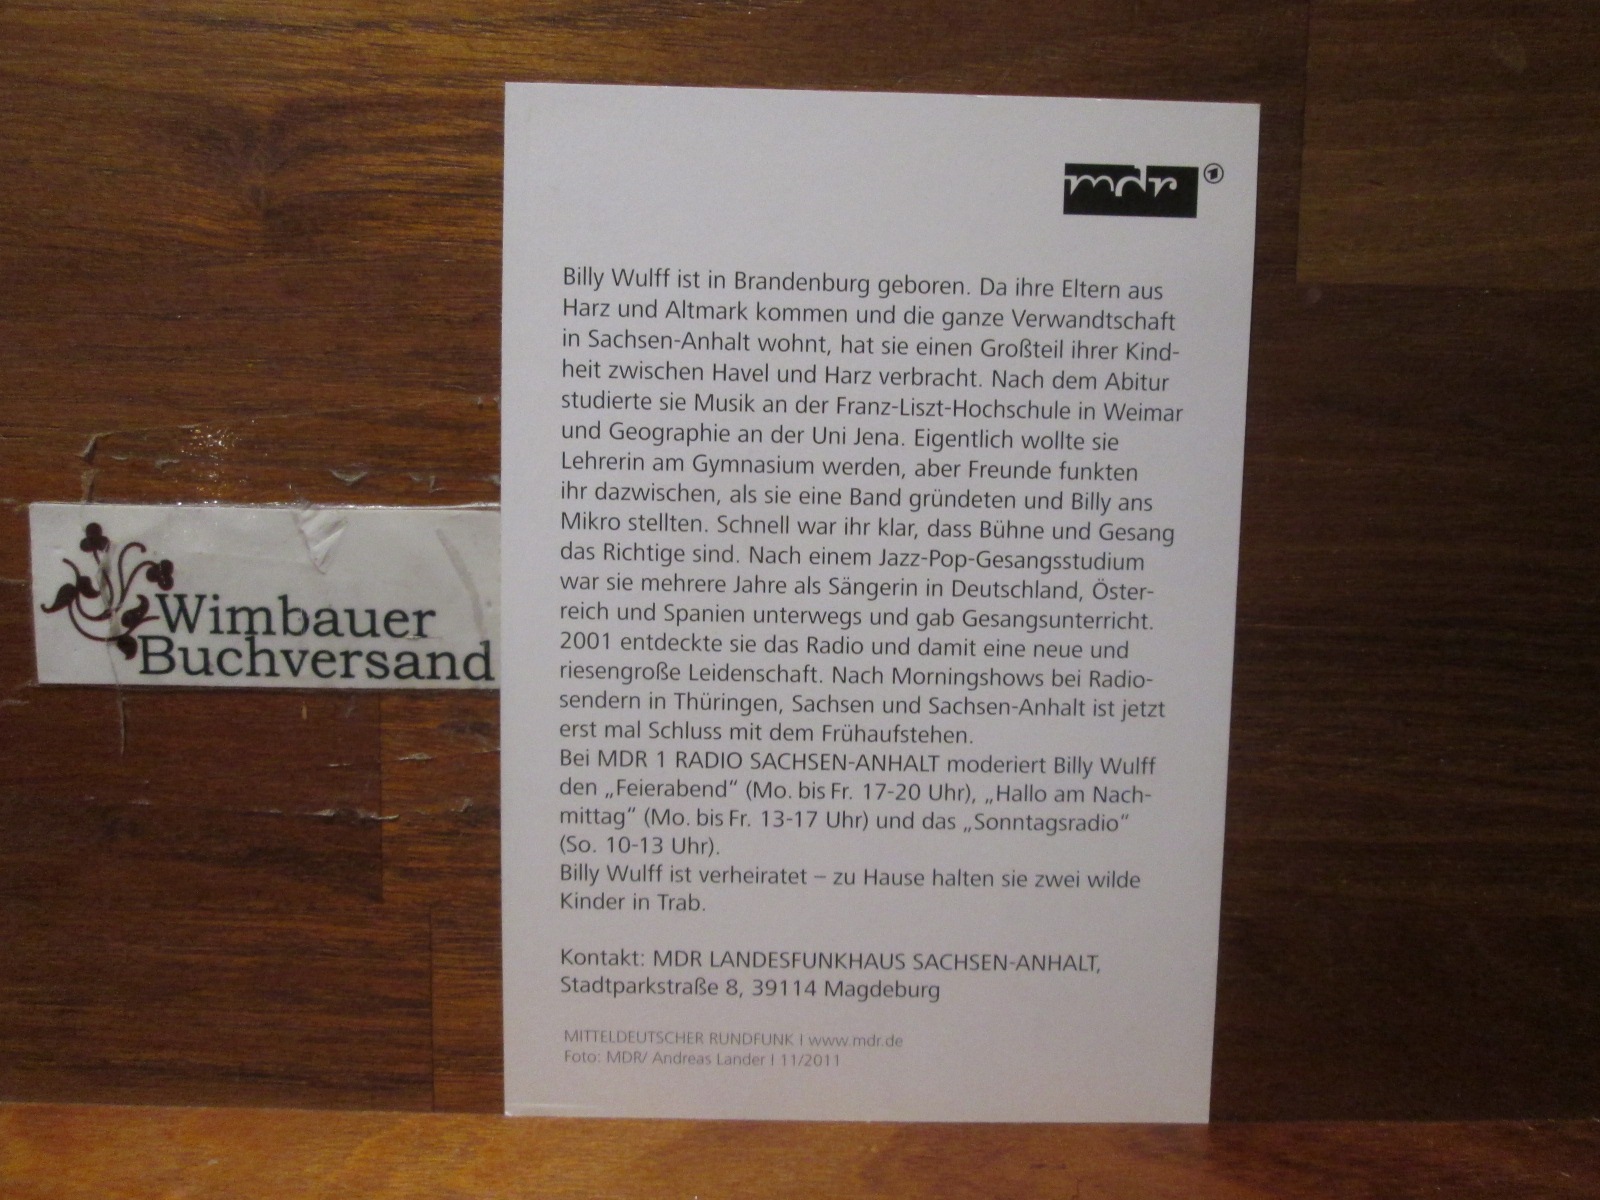 mdr 1
Billy Wulff ist in Brandenburg geboren. Da ihre Eltern aus
Harz und Altmark kommen und die ganze Verwandtschaft
in Sachsen-Anhalt wohnt, hat sie einen Großteil ihrer Kind-
heit zwischen Havel und Harz verbracht. Nach dem Abitur
studierte sie Musik an der Franz-Liszt-Hochschule in Weimar
und Geographie an der Uni Jena. Eigentlich wollte sie
Lehrerin am Gymnasium werden, aber Freunde funkten
ihr dazwischen, als sie eine Band gründeten und Billy ans
Mikro stellten. Schnell war ihr klar, dass Bühne und Gesang
das Richtige sind. Nach einem Jazz-Pop-Gesangsstudium
war sie mehrere Jahre als Sängerin in Deutschland, Öster-
reich und Spanien unterwegs und gab Gesangsunterricht.
2001 entdeckte sie das Radio und damit eine neue und
riesengroße Leidenschaft. Nach Morningshows bei Radio-
sendern in Thüringen, Sachsen und Sachsen-Anhalt ist jetzt
erst mal Schluss mit dem Frühaufstehen.
Bei MDR 1 RADIO SACHSEN-ANHALT moderiert Billy Wulff
den „Feierabend“ (Mo. bis Fr. 17-20 Uhr), „Hallo am Nach-
mittag“ (Mo. bis Fr. 13-17 Uhr) und das „Sonntagsradio“
(So. 10-13 Uhr).
Billy Wulff ist verheiratet – zu Hause halten sie zwei wilde
Kinder in Trab.
Kontakt: MDR LANDESFUNKHAUS SACHSEN-ANHALT,
Stadtparkstraße 8, 39114 Magdeburg
MITTELDEUTSCHER RUNDFUNK I www.mdr.de
Foto: MDR/ Andreas Lander I 11/2011
Wimbauer
Buchversand